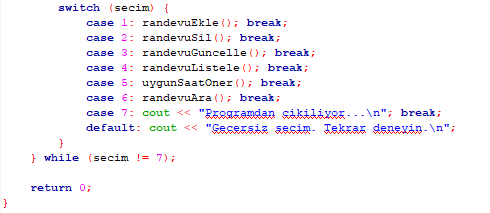 switch (secim) {
case 1: randevuEkle(); break;
case 2: randevuSil(); break;
case 3: randevuGuncelle(); break;
case 4: randevuListele(); break;
case 5: uygunSaatOner(); break;
case 6: randevuAra(); break;
case 7: cout << "Programdan cikiliyor...\n"; break;
default: cout << "Gecersiz secim. Tekrar deneyin.\n";
}
} while (secim != 7);
return 0;
}